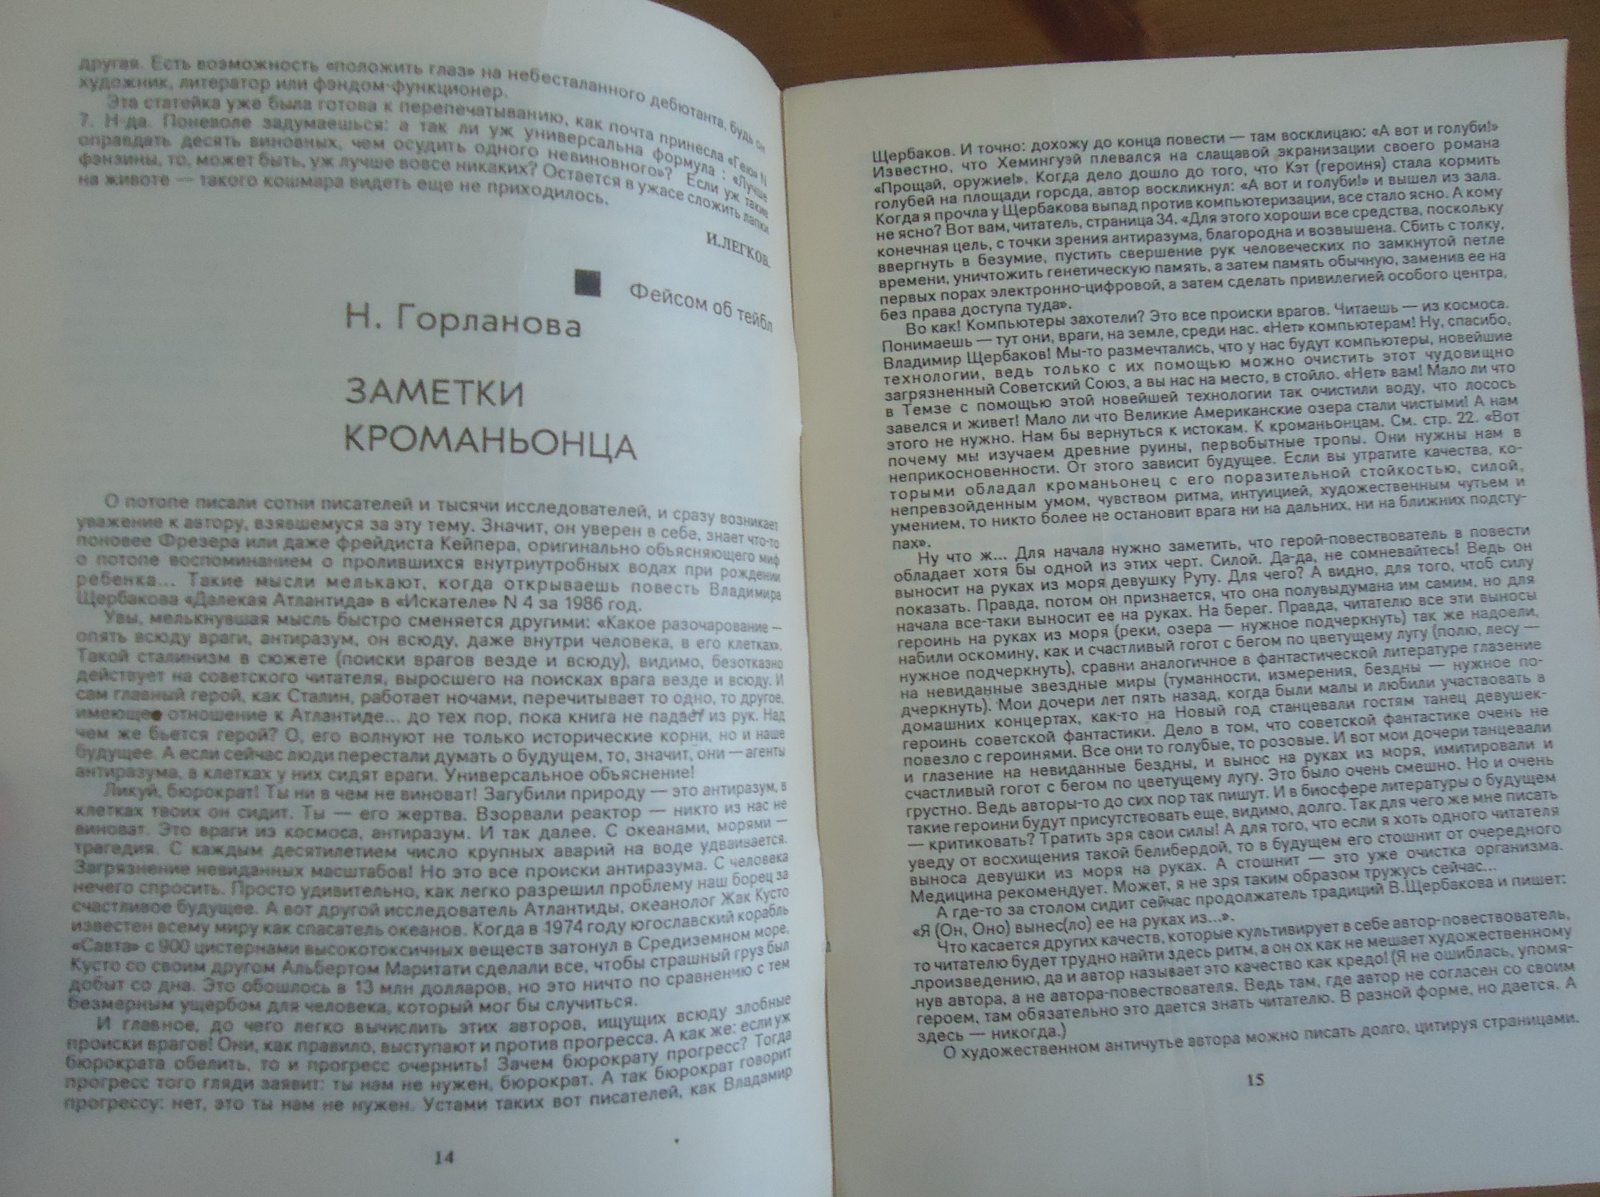 другая. Есть возможность «положить глаз» на небесталанного дебютанта, будь он
художник, литератор или фэндом-функционер.
Эта статейка уже была готова к перепечатыванию, как почта принесла «Гею» N
7. Н-да. Поневоле задумаешься: а так ли уж универсальна формула : «Лучше
оправдать десять виновных, чем осудить одного невиновного»? Если уж такие
фэнзины, то, может быть, уж лучше вовсе никаких? Остается в ужасе сложить лапки
на животе — такого кошмара видеть еще не приходилось.
И.ЛЕГКОВ.
Фейсом об тейбл
Н. Горланова
ЗАМЕТКИ
КРОМАНЬОНЦА
О потопе писали сотни писателей и тысячи исследователей, и сразу возникает
уважение к автору, взявшемуся за эту тему. Значит, он уверен в себе, знает что-то
поновее Фрезера или даже фрейдиста Кейпера, оригинально обьясняющего миф
о потопе воспоминанием о пролившихся внутриутробных водах при рождении
ребенка... Такие мысли мелькают, когда открываешь повесть Владимира
Щербакова «Далекая Атлантида» в «Искателе» N 4 за 1986 год.
Увы, мелькнувшая мысль быстро сменяется другими: «Какое разочарование —
опять всюду враги, антиразум, он всюду, даже внутри человека, в его клетках».
Такой сталинизм в сюжете (поиски врагов везде и всюду), видимо, безотказно
действует на советского читателя, выросшего на поисках врага везде и всюду. И
сам главный герой, как Сталин, работает ночами, перечитывает то одно, то другое,
имеющее отношение к Атлантиде... до тех пор, пока книга не падает из рук. Над
чем же бьется герой? О, его волнуют не только исторические корни, но и наше
будущее. А если сейчас люди перестали думать о будущем, то, значит, они — агенты
антиразума, в клетках у них сидят враги. Универсальное обьяснение!
Ликуй, бюрократ! Ты ни в чем не виноват! Загубили природу — это антиразум, в
клетках твоих он сидит. Ты — его жертва. Взорвали реактор — никто из нас не
виноват. Это враги из космоса, антиразум. И так далее. С океанами, морями —
трагедия. С каждым десятилетием число крупных аварий на воде удваивается.
Загрязнение невиданных масштабов! Но это все происки антиразума. С человека
нечего спросить. Просто удивительно, как легко разрешил проблему наш борец за
счастливое будущее. А вот другой исследователь Атлантиды, океанолог Жак Кусто
известен всему миру как спасатель океанов. Когда в 1974 году югославский корабль
«Савта» с 900 цистернами высокотоксичных веществ затонул в Средиземном море,
Кусто со своим другом Альбертом Маритати сделали все, чтобы страшный груз был
добыт со дна. Это обошлось в 13 млн долларов, но это ничто по сравнению с тем
безмерным ущербом для человека, который мог бы случиться.
И главное, до чего легко вычислить этих авторов, ищущих всюду злобные
происки врагов! Они, как правило, выступают и против прогресса. А как же: если уж
бюрократа обелить, то и прогресс очернить! Зачем бюрократу прогресс? Тогда
прогресс того гляди заявит: ты нам не нужен, бюрократ. А так бюрократ говорит
прогрессу: нет, это ты нам не нужен. Устами таких вот писателей, как Владамир
14
Щербаков. И точно: дохожу до конца повести — там восклицаю: «А вот и голуби!»
Известно, что Хемингуэй плевался на слащавой экранизации своего романа
«Прощай, оружие!». Когда дело дошло до того, что Кэт (героиня) стала кормить
голубей на площади города, автор воскликнул: «А вот и голуби!» и вышел из зала.
Когда я прочла у Щербакова выпад против компьютеризации, все стало ясно. А кому
не ясно? Вот вам, читатель, страница 34. «Для этого хороши все средства, поскольку
конечная цель, с точки зрения антиразума, благородна и возвышена. Сбить с толку,
ввергнуть в безумие, пустить свершение рук человеческих по замкнутой петле
времени, уничтожить генетическую память, а затем память обычную, заменив ее на
первых порах электронно-цифровой, а затем сделать привилегией особого центра,
без права доступа туда».
Во как! Компьютеры захотели? Это все происки врагов. Читаешь — из космоса.
Понимаешь — тут они, враги, на земле, среди нас. «Нет» компьютерам! Ну, спасибо,
Владимир Щербаков! Мы-то размечтались, что у нас будут компьютеры, новейшие
технологии, ведь только с их помощью можно очистить этот чудовищно
загрязненный Советский Союз, а вы нас на место, в стойло. «Нет» вам! Мало ли что
в Темзе с помощью этой новейшей технологии так очистили воду, что лосось
завелся и живет! Мало ли что Великие Американские озера стали чистыми! А нам
этого не нужно. Нам бы вернуться к истокам. К кроманьонцам. См. стр. 22. «Вот
почему мы изучаем древние руины, первобытные тропы. Они нужны нам в
неприкосновенности. От этого зависит будущее. Если вы утратите качества, ко-
торыми обладал кроманьонец с его поразительной стойкостью, силой,
непревзойденным умом, чувством ритма, интуицией, художественным чутьем и
умением, то никто более не остановит врага ни на дальних, ни на ближних подсту-
пах».
Ну что ж... Для начала нужно заметить, что герой-повествователь в повести
обладает хотя бы одной из этих черт. Силой. Да-да, не сомневайтесь! Ведь он
выносит на руках из моря девушку Руту. Для чего? А видно, для того, чтоб силу
показать. Правда, потом он признается, что она полувыдумана им самим, но для
начала все-таки выносит ее на руках. На берег. Правда, читателю все эти выносы
героинь на руках из моря (реки, озера — нужное подчеркнуть) так же надоели,
набили оскомину, как и счастливый гогот с бегом по цветущему лугу (полю, лесу —
нужное подчеркнуть), сравни аналогичное в фантастической литературе глазение
на невиданные звездные миры (туманности, измерения, бездны — нужное по-
дчеркнуть). Мои дочери лет пять назад, когда были малы и любили участвовать в
домашних концертах, как-то на Новый год станцевали гостям танец девушек-
героинь советской фантастики. Дело в том, что советской фантастике очень не
повезло с героинями. Все они то голубые, то розовые. И вот мои дочери танцевали
и глазение на невиданные бездны, и вынос на руках из моря, имитировали и
счастливый гогот с бегом по цветущему лугу. Это было очень смешно. Но и очень
грустно. Ведь авторы-то до сих пор так пишут. И в биосфере литературы о будущем
такие героини будут присутствовать еще, видимо, долго. Так для чего же мне писать
— критиковать? Тратить зря свои силы! А для того, что если я хоть одного читателя
уведу от восхищения такой белибердой, то в будущем его стошнит от очередного
выноса девушки из моря на руках. А стошнит — это уже очистка организма.
Медицина рекомендует. Может, я не зря таким образом тружусь сейчас...
А где-то за столом сидит сейчас продолжатель традиций В.Щербакова и пишет:
«Я (Он, Оно) вынес(ло) ее на руках из...».
Что касается других качеств, которые культивирует в себе автор-повествователь,
то читателю будет трудно найти здесь ритм, а он ох как не мешает художественному
произведению, да и автор называет это качество как кредо! (Я не ошиблась, упомя-
нув автора, а не автора-повествователя. Ведь там, где автор не согласен со своим
героем, там обязательно это дается знать читателю. В разной форме, но дается. А
здесь — никогда.)
О художественном античутье автора можно писать долго, цитируя страницами.
15